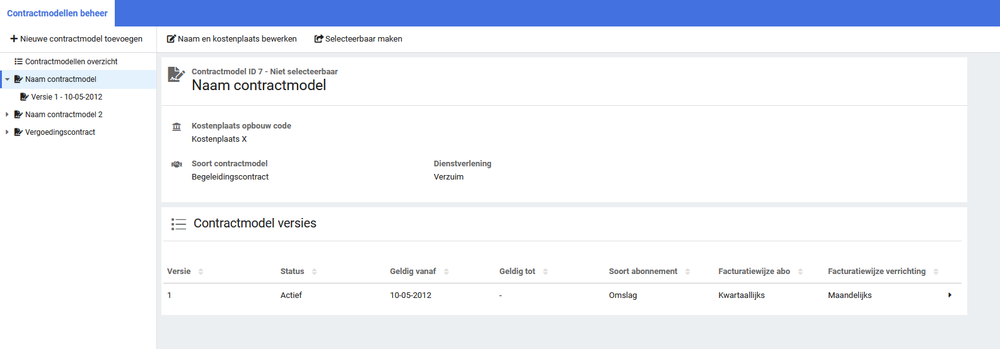 Contractmodellen beheer
Nieuwe contractmodel toevoegen
Naam en kostenplaats bewerken
Selecteerbaar maken
Contractmodellen overzicht
Naam contractmodel
Versie 1 - 10-05-2012
Naam contractmodel 2
Vergoedingscontract
Contractmodel ID 7 - Niet selecteerbaar
Naam contractmodel
Kostenplaats opbouw code
Kostenplaats X
Soort contractmodel Dienstverlening
Begeleidingscontract Verzuim
Contractmodel versies
Versie Status Geldig vanaf Geldig tot Soort abonnement Facturatiewijze abo Facturatiewijze verrichting
1 Actief 10-05-2012 - Omslag Kwartaallijks Maandelijks